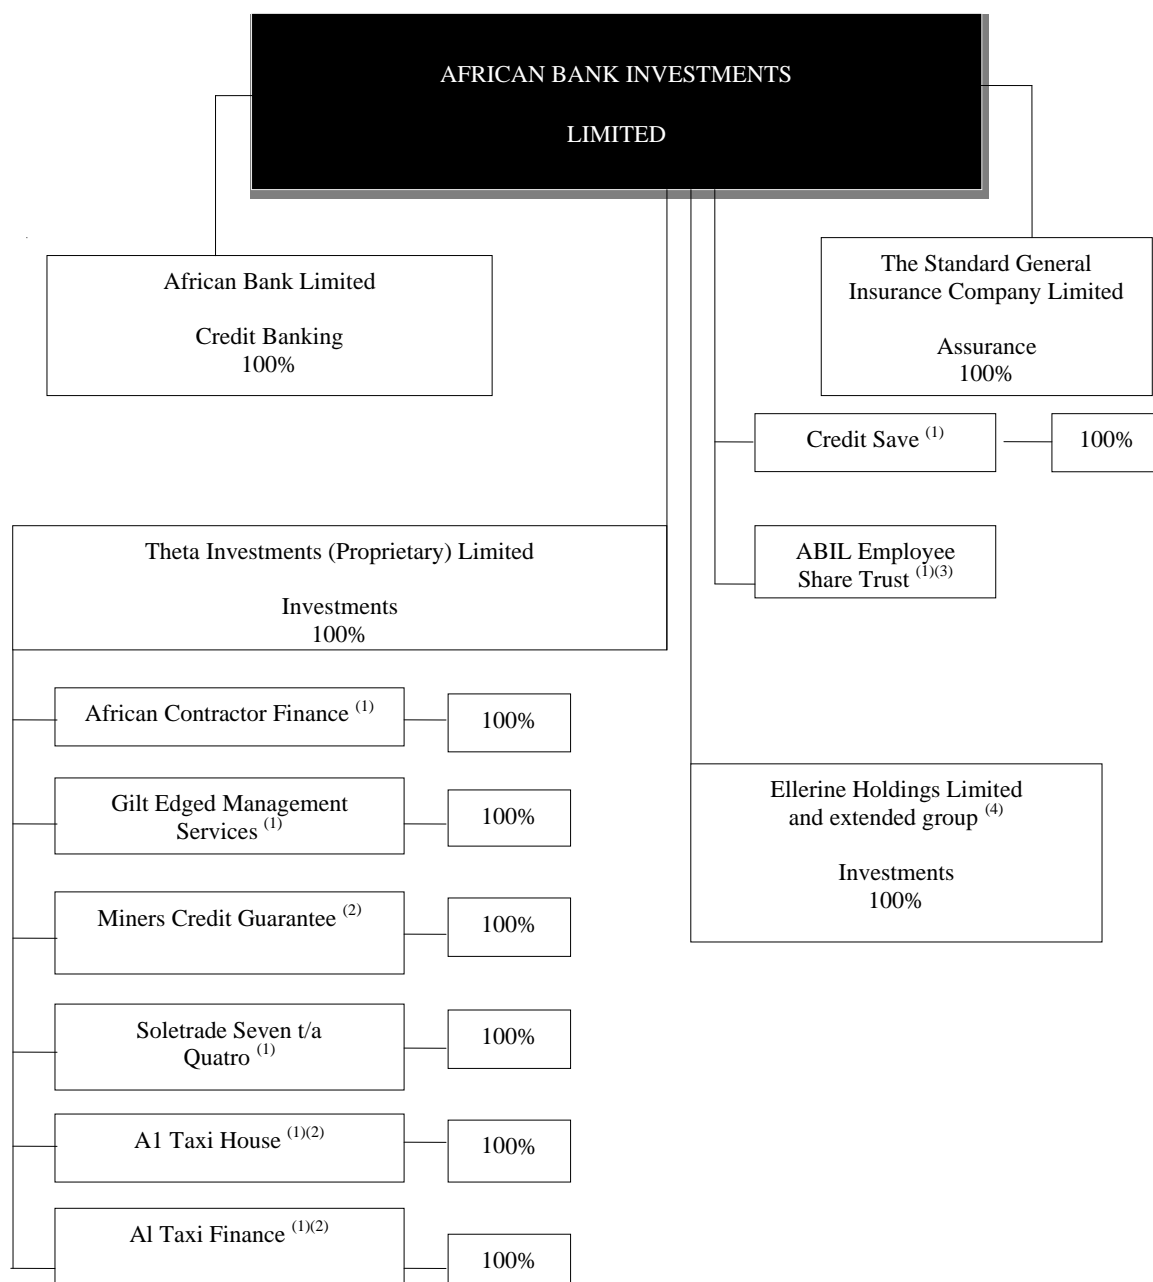 AFRICAN BANK INVESTMENTS
LIMITED
African Bank Limited
Credit Banking
100%
The Standard General
Insurance Company Limited
Assurance
100%
Credit Save (1)
100%
ABIL Employee
Share Trust (1)(3)
Theta Investments (Proprietary) Limited
Investments
100%
African Contractor Finance (1)
100%
Gilt Edged Management
Services (1)
100%
Ellerine Holdings Limited
and extended group (4)
Investments
100%
Miners Credit Guarantee (2)
100%
Soletrade Seven t/a
Quatro (1)
100%
A1 Taxi House (1)(2)
100%
Al Taxi Finance (1)(2)
100%